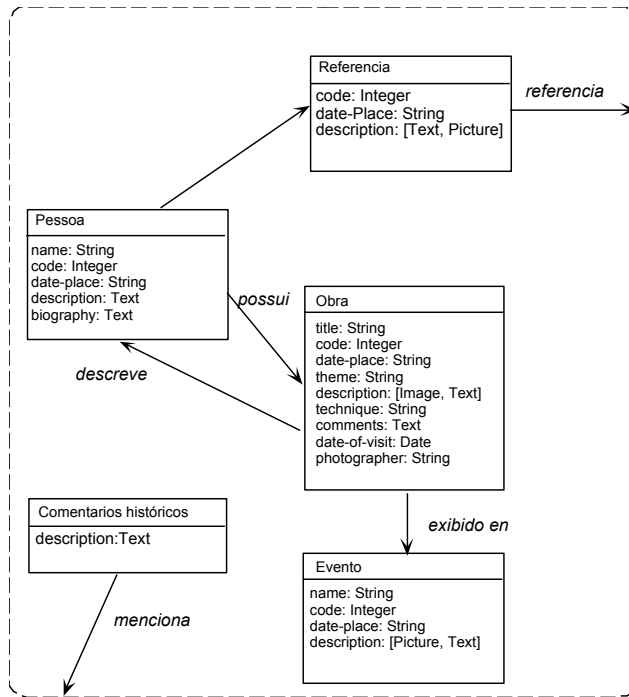 Referencia
code: Integer
date-Place: String
description: [Text, Picture]
referencia
Pessoa
name: String
code: Integer
date-place: String
description: Text
biography: Text
possui
Obra
title: String
code: Integer
date-place: String
theme: String
description: [Image, Text]
technique: String
comments: Text
date-of-visit: Date
photographer: String
descreve
Comentarios históricos
description:Text
exibido en
Evento
name: String
code: Integer
date-place: String
description: [Picture, Text]
menciona